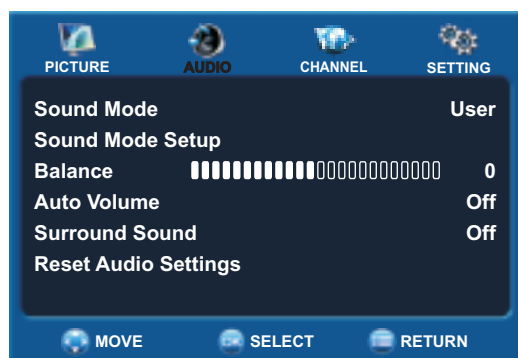 PICTURE AUDIO CHANNEL SETTING
Sound Mode User
Sound Mode Setup
Balance 0
Auto Volume Off
Surround Sound Off
Reset Audio Settings
MOVE SELECT RETURN